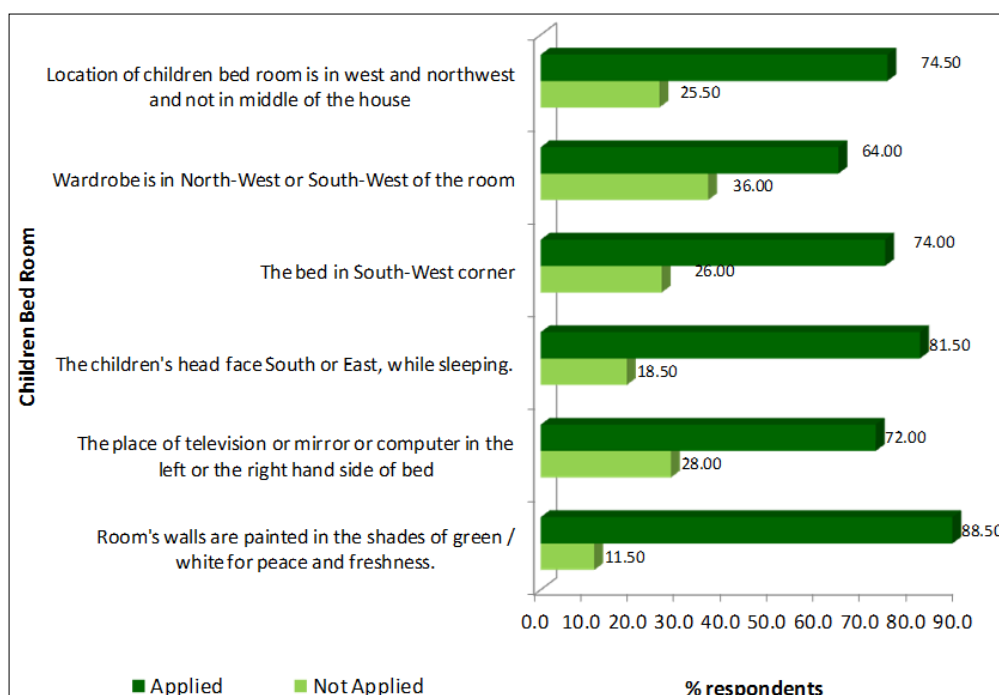 Children Bed Room
Location of children bed room is in west and northwest
and not in middle of the house
74.50
25.50
Wardrobe is in North-West or South-West of the room
64.00
36.00
The bed in South-West corner
74.00
26.00
The children's head face South or East, while sleeping.
81.50
18.50
The place of television or mirror or computer in the
left or the right hand side of bed
72.00
28.00
Room's walls are painted in the shades of green /
white for peace and freshness.
88.50
11.50
0.0 10.0 20.0 30.0 40.0 50.0 60.0 70.0 80.0 90.0
Applied Not Applied
% respondents